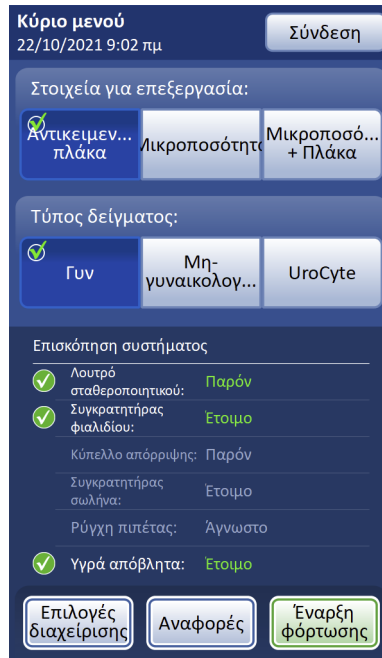 Κύριο μενού
22/10/2021 9:02 πμ
Σύνδεση
Στοιχεία για επεξεργασία:
Αντικειμεν...
πλάκα
Μικροποσότητα
Μικροποσό...
+ Πλάκα
Τύπος δείγματος:
Γυν
Μη-
γυναικολογ...
UroCyte
Επισκόπηση συστήματος
Λουτρό
σταθεροποιητικού:
Παρόν
Συγκρατητήρας
φιαλιδίου:
Έτοιμο
Κύπελλο απόρριψης:
Παρόν
Συγκρατητήρας
σωλήνα:
Έτοιμο
Ρύγχη πιπέτας:
Άγνωστο
Υγρά απόβλητα:
Έτοιμο
Επιλογές
διαχείρισης
Αναφορές
Έναρξη
φόρτωσης